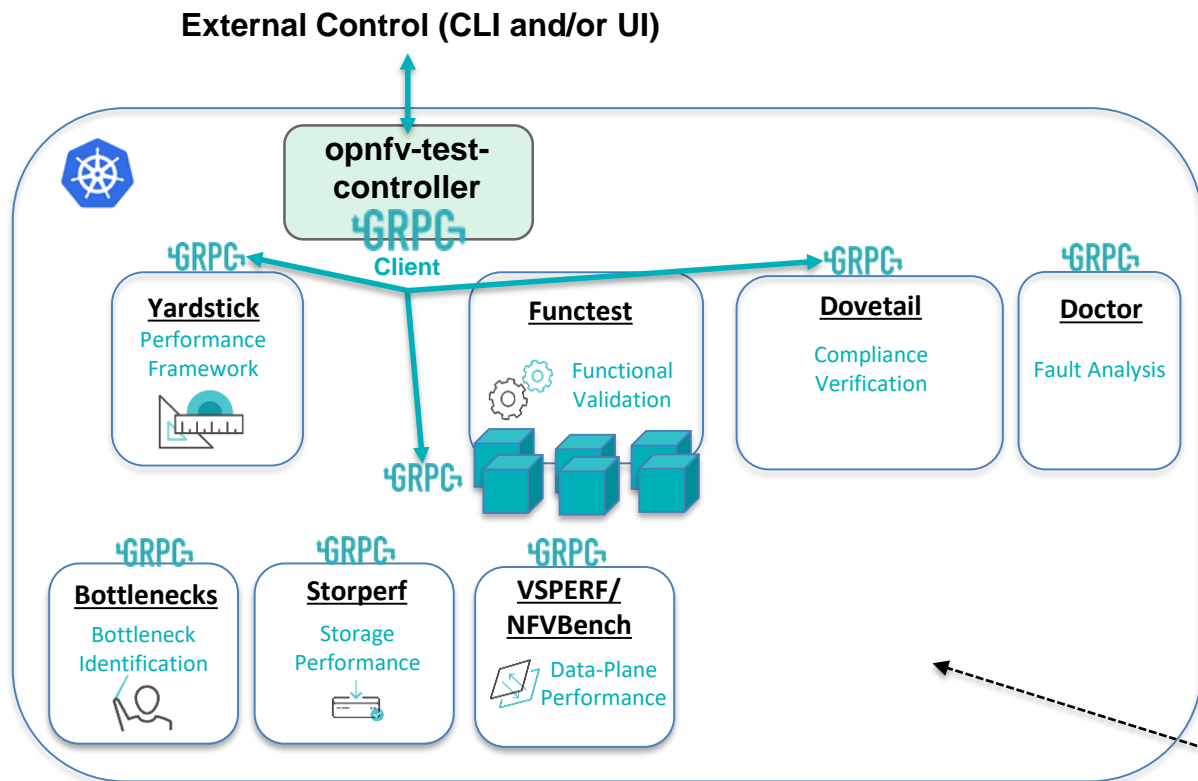 External Control (CLI and/or UI)
opnfv-test-
controller
GRPC
Client
GRPC
Yardstick
Performance
Framework
GRPC
Functest
Functional
Validation
GRPC
Dovetail
Compliance
Verification
GRPC
Doctor
Fault Analysis
GRPC
Bottlenecks
Bottleneck
Identification
GRPC
Storperf
Storage
Performance
GRPC
VSPERF/
NFVBench
Data-Plane
Performance